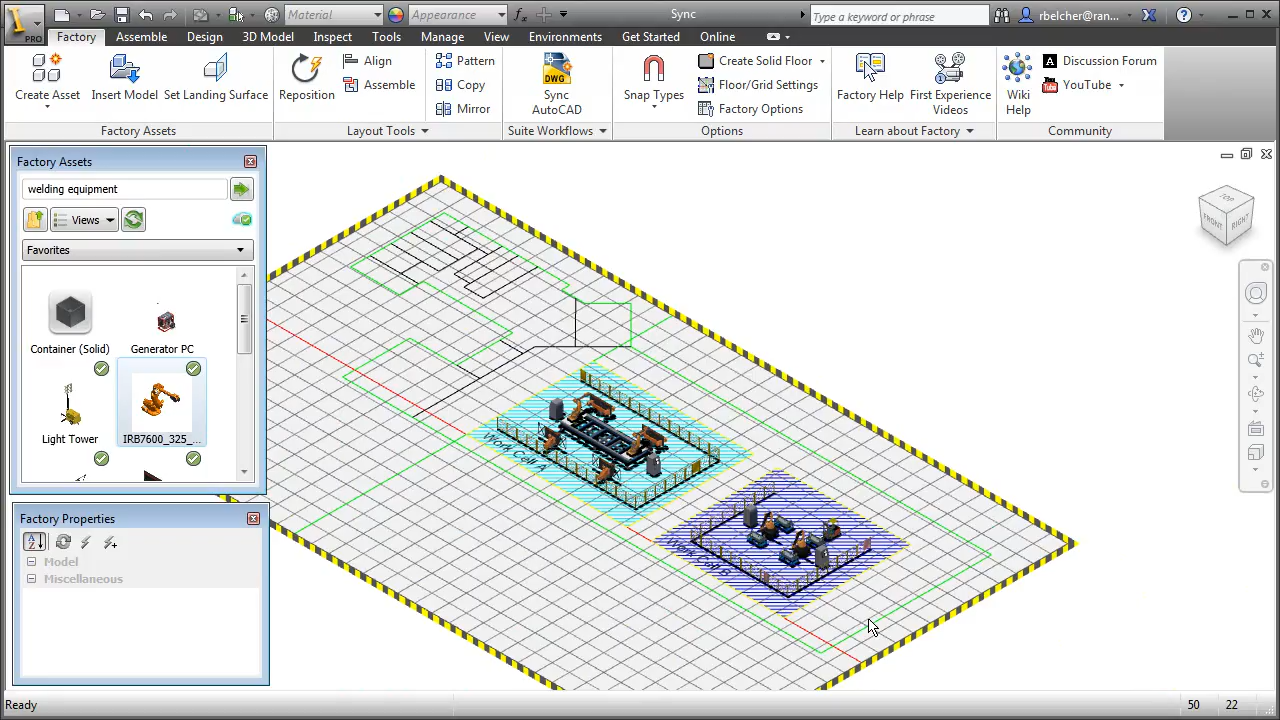 PRO
Material
Appearance
Sync
Type a keyword or phrase
rbelcher@ran...
Factory
Assemble
Design
3D Model
Inspect
Tools
Manage
View
Environments
Get Started
Online
Create Asset
Insert Model
Set Landing Surface
Reposition
Align
Assemble
Pattern
Copy
Mirror
DWG
Sync
AutoCAD
Snap Types
Create Solid Floor
Floor/Grid Settings
Factory Options
Factory Help
First Experience
Videos
Wiki
Help
Discussion Forum
YouTube
Factory Assets
Layout Tools
Suite Workflows
Options
Learn about Factory
Community
Factory Assets
welding equipment
Views
Favorites
Container (Solid)
Generator PC
Light Tower
IRB7600_325_...
Factory Properties
Model
Miscellaneous
TOP
FRONT
RIGHT
Work Cell A
Ready
50
22